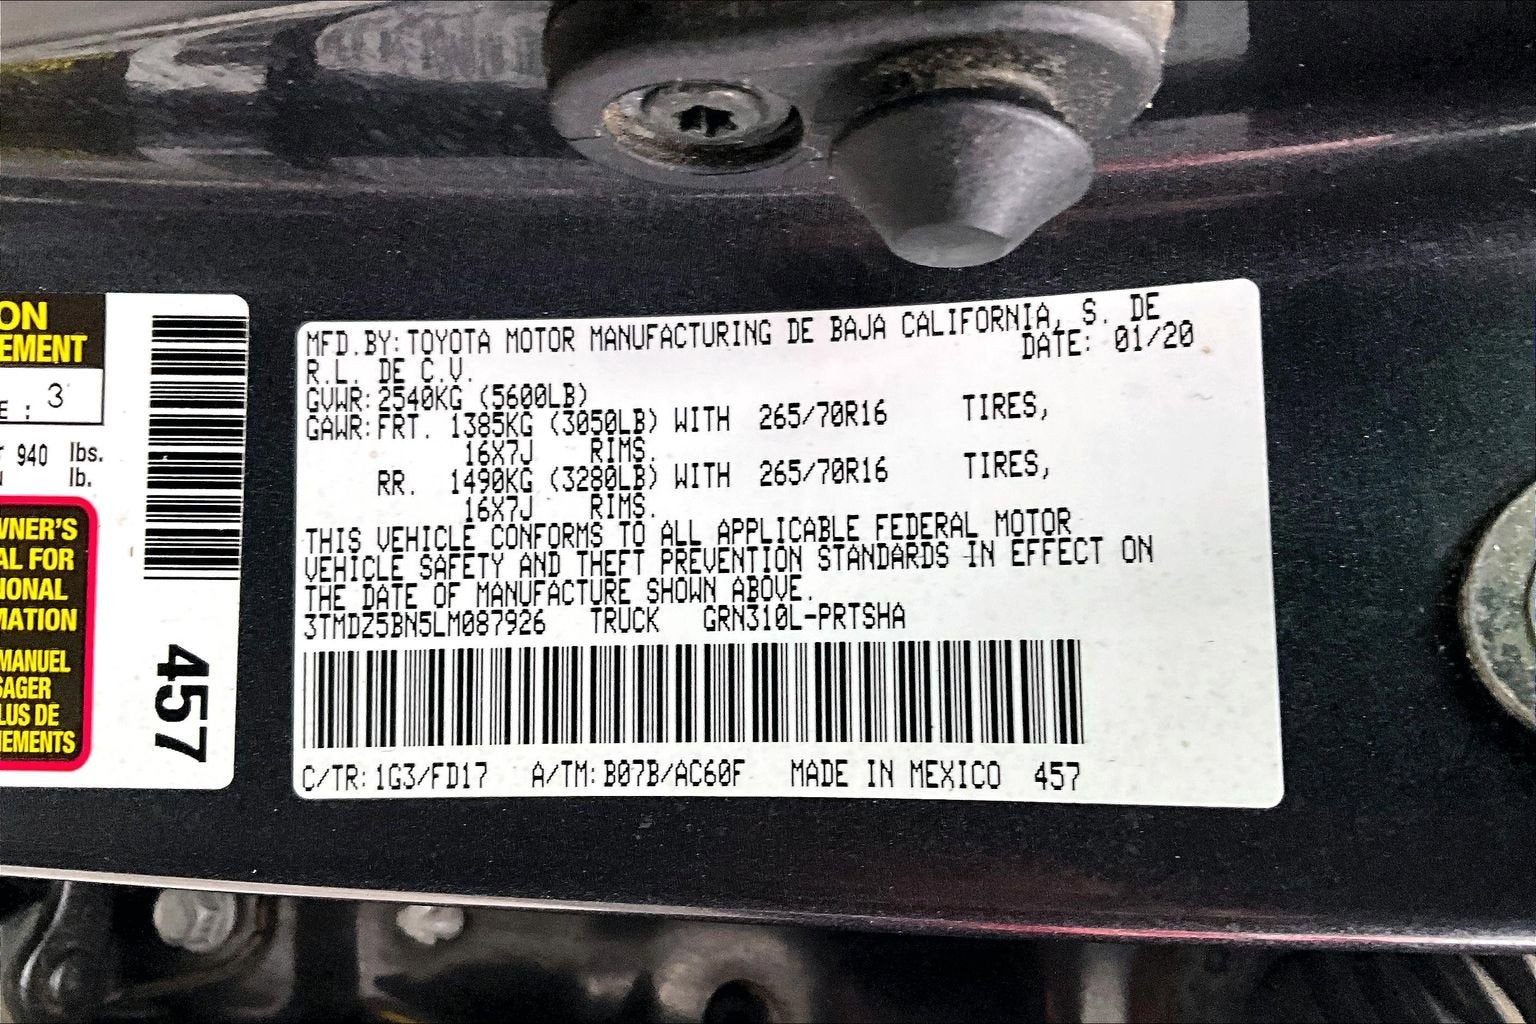 ON
EMENT
E : 3
r 940 lbs.
lb.
WNER'S
AL FOR
IONAL
MATION
MANUEL
SAGER
LUS DE
NEMENTS
457
MFD.BY:TOYOTA MOTOR MANUFACTURING DE BAJA CALIFORNIA, S. DE
R.L. DE C.V. DATE: 01/20
GVWR:2540KG (5600LB)
GAWR:FRT. 1385KG (3050LB) WITH 265/70R16 TIRES,
16X7J RIMS.
RR. 1490KG (3280LB) WITH 265/70R16 TIRES,
16X7J RIMS.
THIS VEHICLE CONFORMS TO ALL APPLICABLE FEDERAL MOTOR
VEHICLE SAFETY AND THEFT PREVENTION STANDARDS IN EFFECT ON
THE DATE OF MANUFACTURE SHOWN ABOVE.
3TMDZ5BN5LM087926 TRUCK GRN310L-PRTSHA
C/TR:1G3/FD17 A/TM:B07B/AC60F MADE IN MEXICO 457